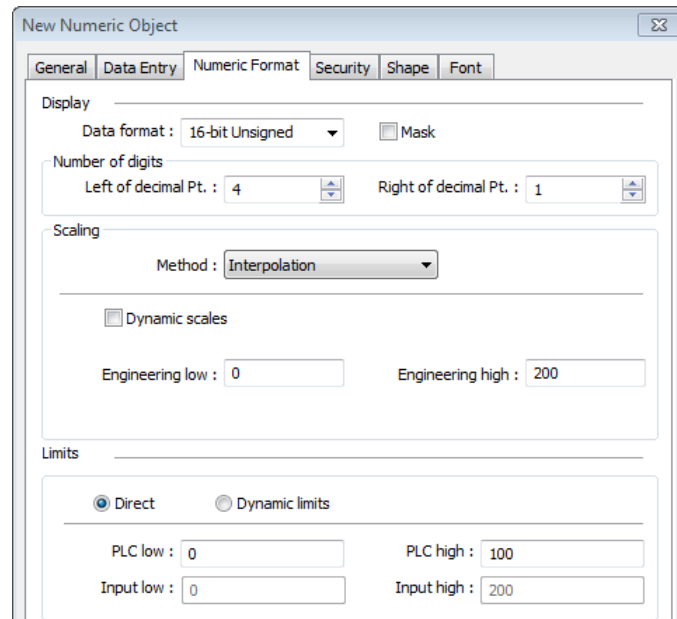 New Numeric Object
General Data Entry Numeric Format Security Shape Font
Display
Data format : 16-bit Unsigned Mask
Number of digits
Left of decimal Pt. : 4 Right of decimal Pt. : 1
Scaling
Method : Interpolation
Dynamic scales
Engineering low : 0 Engineering high : 200
Limits
Direct Dynamic limits
PLC low : 0 PLC high : 100
Input low : 0 Input high : 200